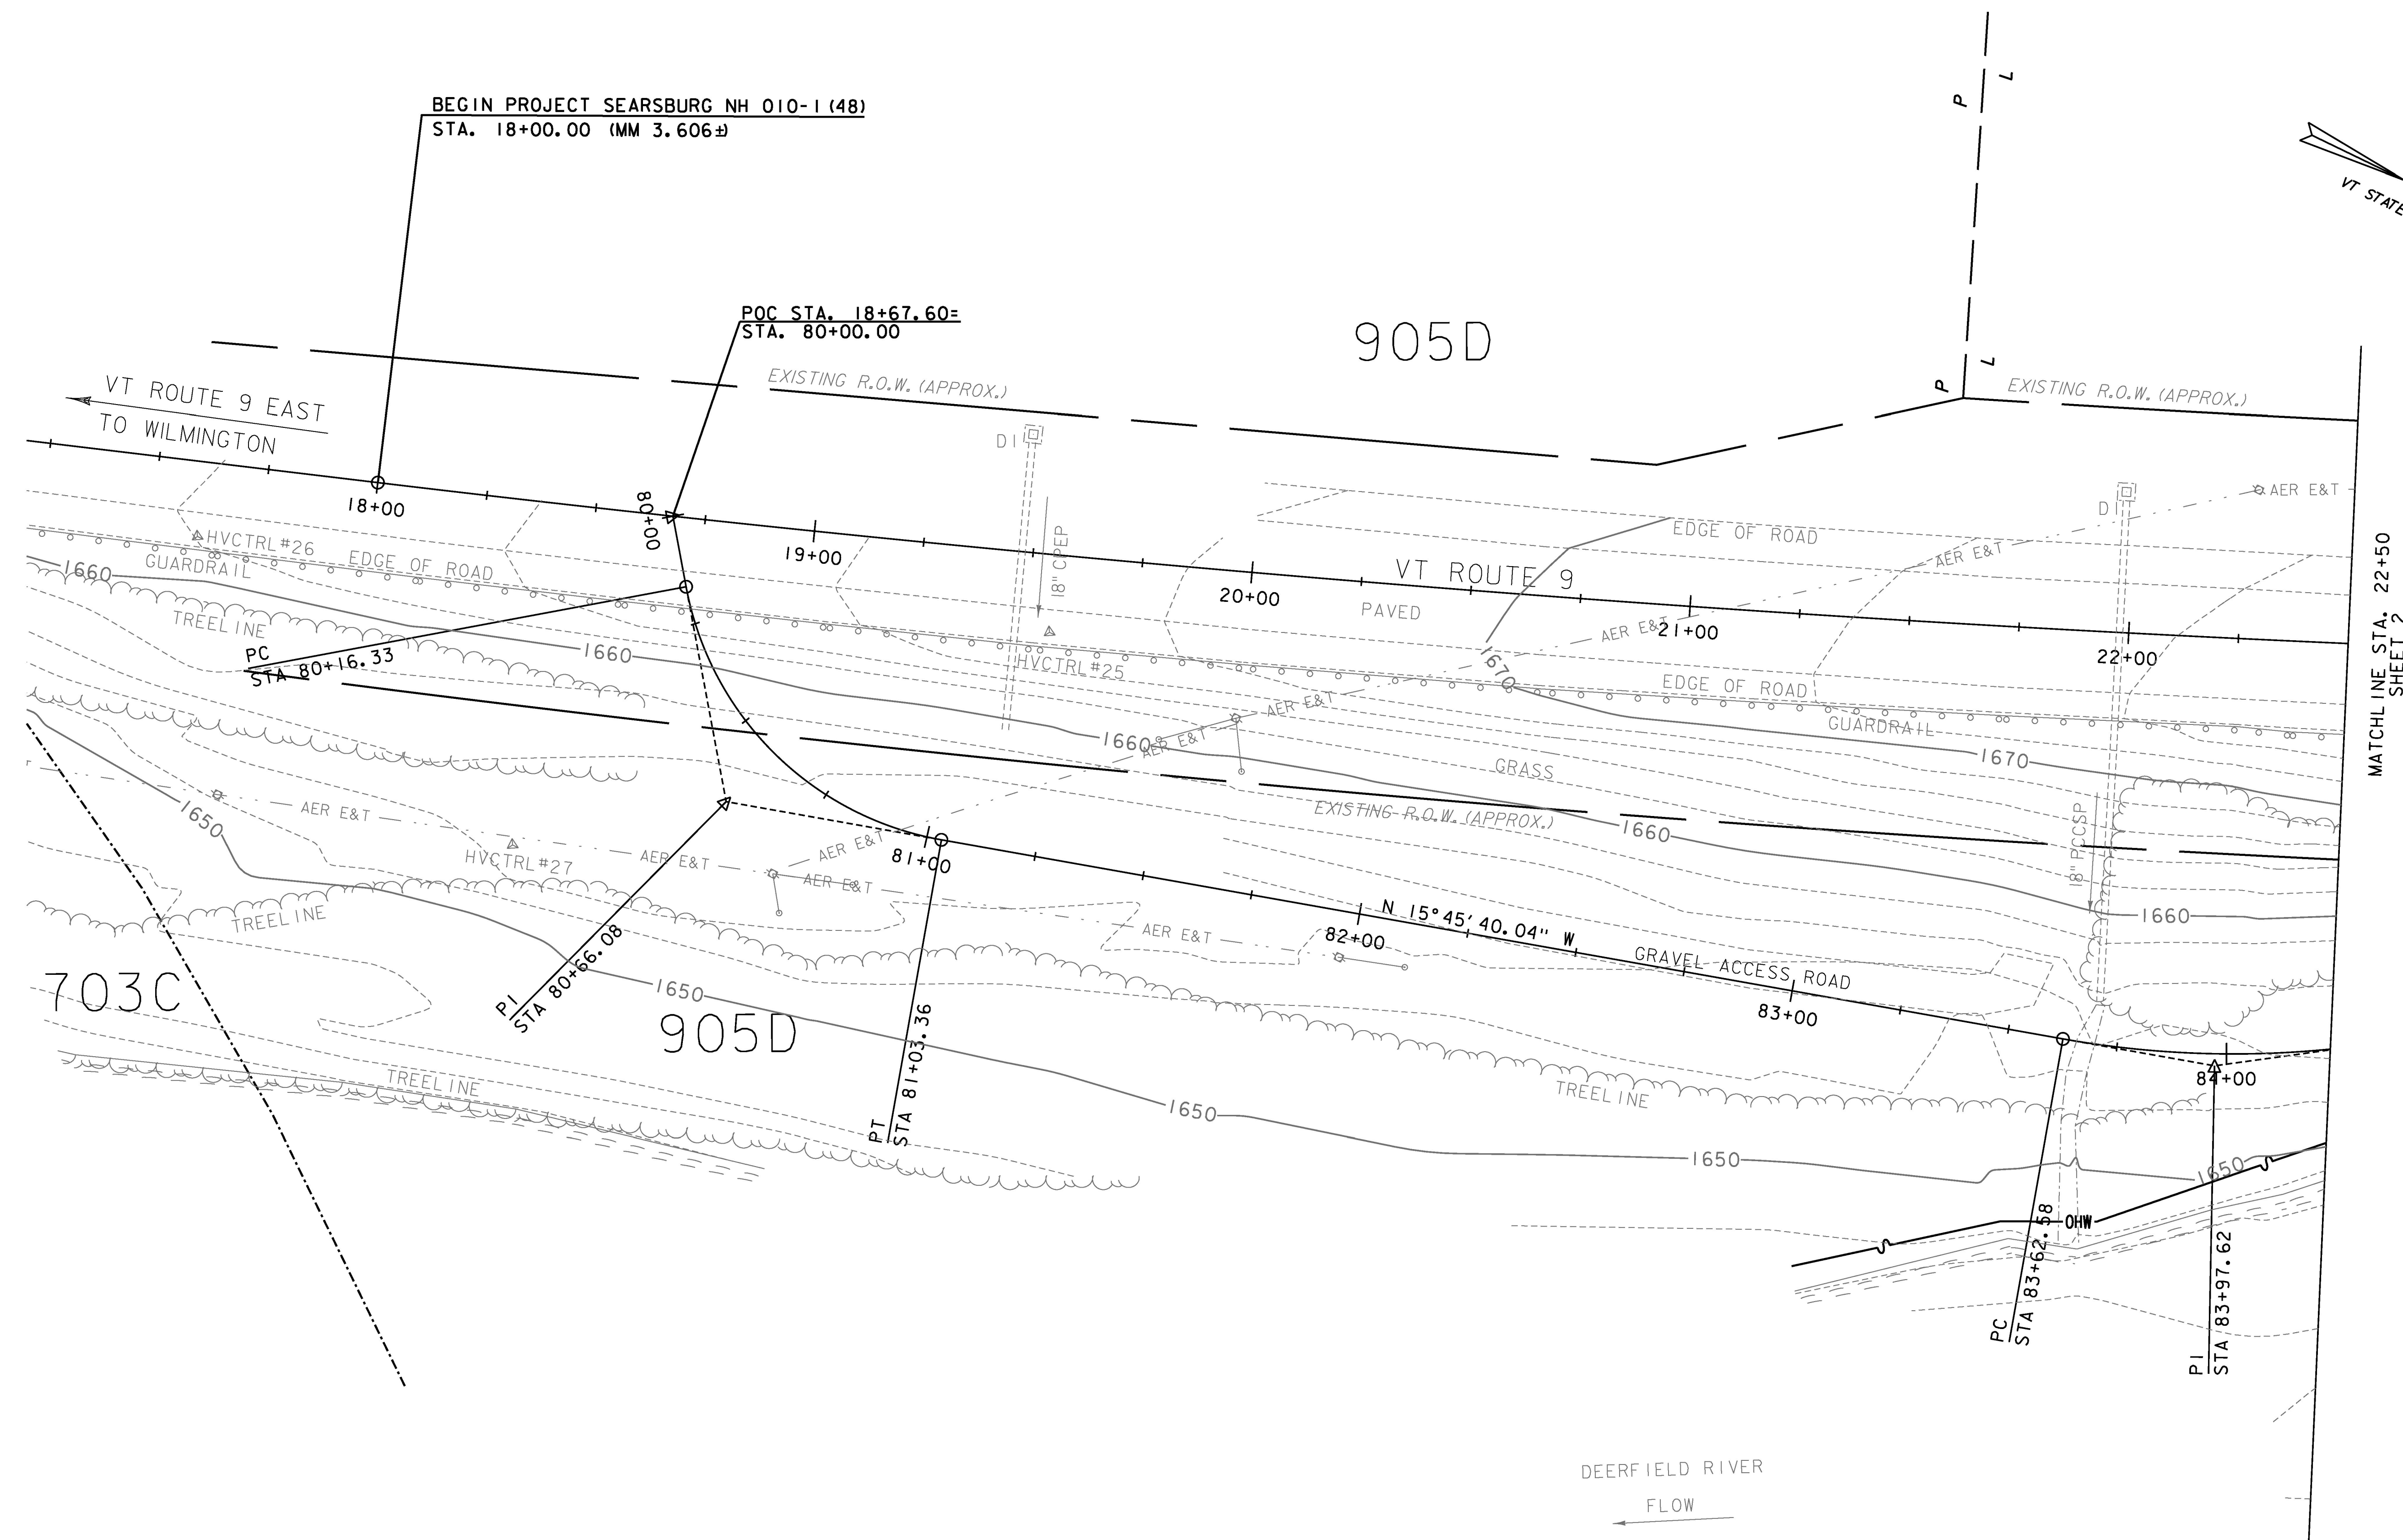 BEGIN PROJECT SEARSBURG NH 010-1(48)
STA. 18+00.00 (MM 3.606±)
POC STA. 18+67.60=
STA. 80+00.00
905D
P
L
P
L
VT STATE
EXISTING R.O.W. (APPROX.)
EXISTING R.O.W. (APPROX.)
VT ROUTE 9 EAST
TO WILMINGTON
18+00
80+00
19+00
20+00
21+00
22+00
DI
18" CPEP
DI
AER E&T
AER E&T
AER E&T
AER E&T
AER E&T
EDGE OF ROAD
VT ROUTE 9
PAVED
MATCHLINE STA. 22+50
SHEET 2
HVCTRL#26
EDGE OF ROAD
GUARDRAIL
1660
TREELINE
PC
STA 80+16.33
1660
HVCTRL#25
1670
EDGE OF ROAD
GUARDRAIL
1660
GRASS
1670
EXISTING R.O.W. (APPROX.)
1660
18" PCCSP
1660
1650
AER E&T
HVCTRL#27
AER E&T
AER E&T
AER E&T
81+00
AER E&T
82+00
N 15°45'40.04" W
GRAVEL ACCESS ROAD
83+00
84+00
TREELINE
703C
PI
STA 80+66.08
1650
905D
PT
STA 81+03.36
TREELINE
1650
TREELINE
1650
1650
OHW
PC
STA 83+62.58
PI
STA 83+97.62
DEERFIELD RIVER
FLOW